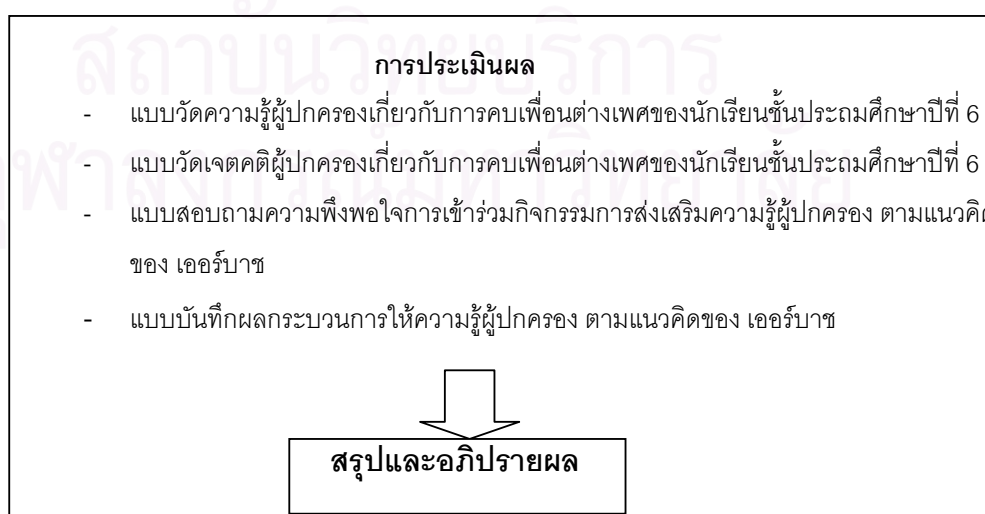 สถาบันวิทยบริการ
การประเมินผล
- แบบวัดความรู้ผู้ปกครองเกี่ยวกับการคบเพื่อนต่างเพศของนักเรียนชั้นประถมศึกษาปีที่ 6
- แบบวัดเจตคติผู้ปกครองเกี่ยวกับการคบเพื่อนต่างเพศของนักเรียนชั้นประถมศึกษาปีที่ 6
- แบบสอบถามความพึงพอใจการเข้าร่วมกิจกรรมการส่งเสริมความรู้ผู้ปกครอง ตามแนวคิด
ของ เออร์บาช
- แบบบันทึกผลกระบวนการให้ความรู้ผู้ปกครอง ตามแนวคิดของ เออร์บาช
สรุปและอภิปรายผล